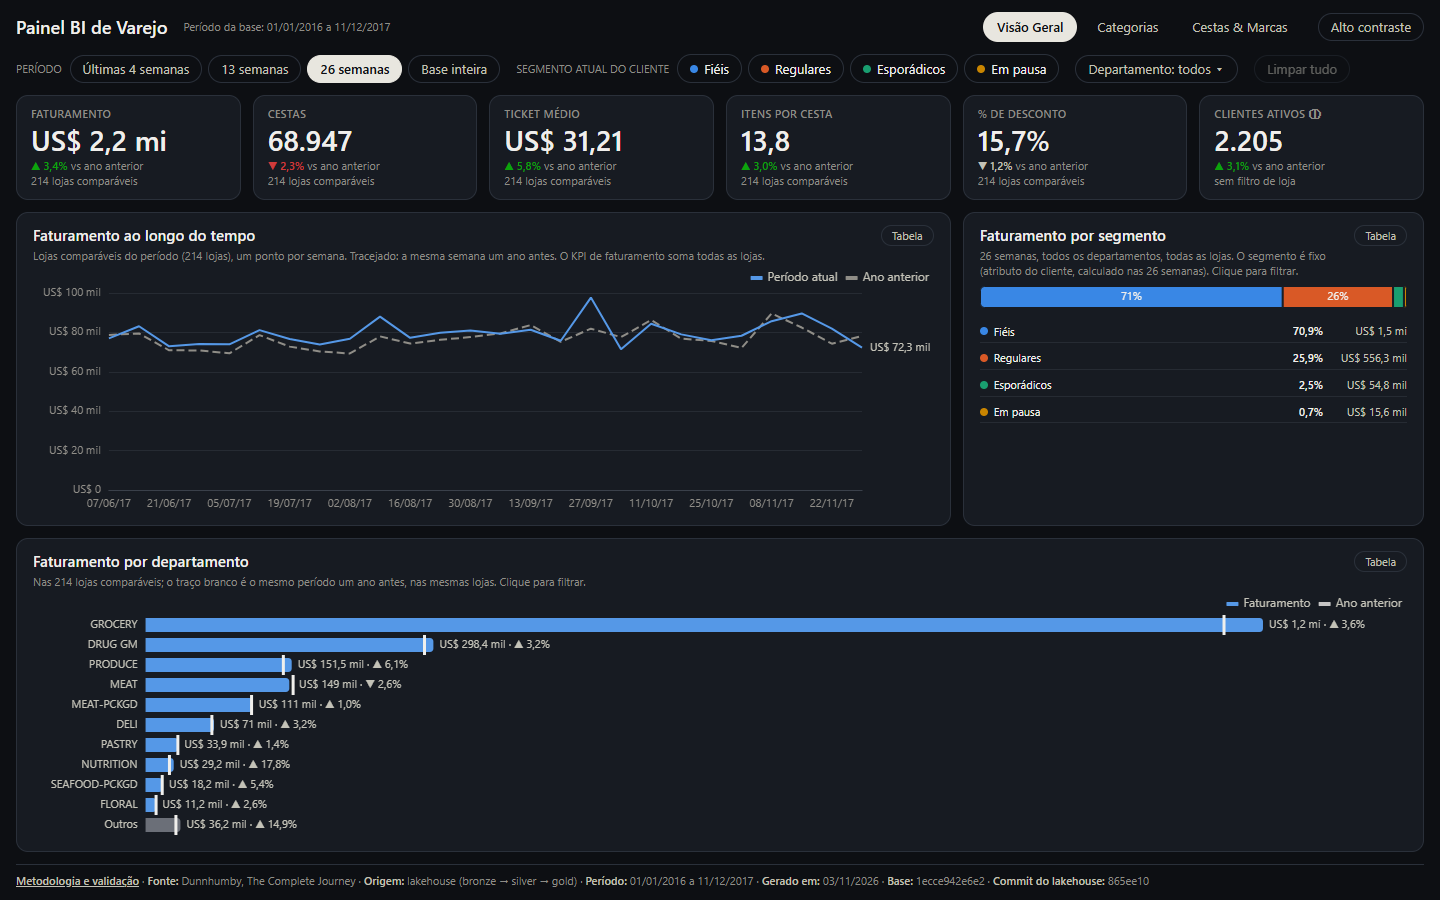 Painel BI de Varejo
Período da base: 01/01/2016 a 11/12/2017
Visão Geral
Categorias
Cestas & Marcas
Alto contraste
PERÍODO
Últimas 4 semanas
13 semanas
26 semanas
Base inteira
SEGMENTO ATUAL DO CLIENTE
Fiéis
Regulares
Esporádicos
Em pausa
Departamento: todos
Limpar tudo
FATURAMENTO
US$ 2,2 mi
▲ 3,4% vs ano anterior
214 lojas comparáveis
CESTAS
68.947
▼ 2,3% vs ano anterior
214 lojas comparáveis
TICKET MÉDIO
US$ 31,21
▲ 5,8% vs ano anterior
214 lojas comparáveis
ITENS POR CESTA
13,8
▲ 3,0% vs ano anterior
214 lojas comparáveis
% DE DESCONTO
15,7%
▼ 1,2% vs ano anterior
214 lojas comparáveis
CLIENTES ATIVOS ⓘ
2.205
▲ 3,1% vs ano anterior
sem filtro de loja
Faturamento ao longo do tempo
Tabela
Lojas comparáveis do período (214 lojas), um ponto por semana. Tracejado: a mesma semana um ano antes. O KPI de faturamento soma todas as lojas.
Período atual
Ano anterior
US$ 100 mil
US$ 80 mil
US$ 60 mil
US$ 40 mil
US$ 20 mil
US$ 0
US$ 72,3 mil
07/06/17 21/06/17 05/07/17 19/07/17 02/08/17 16/08/17 30/08/17 13/09/17 27/09/17 11/10/17 25/10/17 08/11/17 22/11/17
Faturamento por segmento
Tabela
26 semanas, todos os departamentos, todas as lojas. O segmento é fixo
(atributo do cliente, calculado nas 26 semanas). Clique para filtrar.
71%
26%
Fiéis 70,9% US$ 1,5 mi
Regulares 25,9% US$ 556,3 mil
Esporádicos 2,5% US$ 54,8 mil
Em pausa 0,7% US$ 15,6 mil
Faturamento por departamento
Tabela
Nas 214 lojas comparáveis; o traço branco é o mesmo período um ano antes, nas mesmas lojas. Clique para filtrar.
Faturamento
Ano anterior
GROCERY US$ 1,2 mi · ▲ 3,6%
DRUG GM US$ 298,4 mil · ▲ 3,2%
PRODUCE US$ 151,5 mil · ▲ 6,1%
MEAT US$ 149 mil · ▼ 2,6%
MEAT-PCKGD US$ 111 mil · ▲ 1,0%
DELI US$ 71 mil · ▲ 3,2%
PASTRY US$ 33,9 mil · ▲ 1,4%
NUTRITION US$ 29,2 mil · ▲ 17,8%
SEAFOOD-PCKGD US$ 18,2 mil · ▲ 5,4%
FLORAL US$ 11,2 mil · ▲ 2,6%
Outros US$ 36,2 mil · ▲ 14,9%
Metodologia e validação · Fonte: Dunnhumby, The Complete Journey · Origem: lakehouse (bronze → silver → gold) · Período: 01/01/2016 a 11/12/2017 · Gerado em: 03/11/2026 · Base: 1ecce942e6e2 · Commit do lakehouse: 865ee10